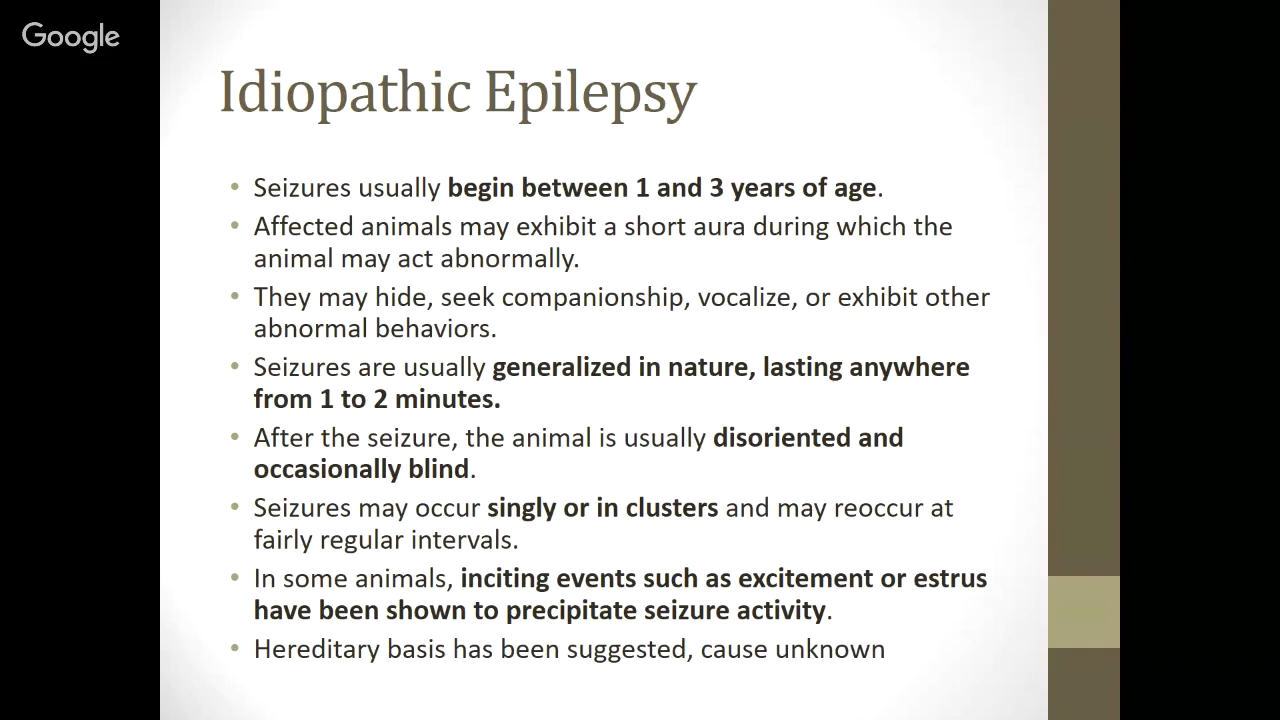 Google
Idiopathic Epilepsy
• Seizures usually begin between 1 and 3 years of age.
• Affected animals may exhibit a short aura during which the
animal may act abnormally.
• They may hide, seek companionship, vocalize, or exhibit other
abnormal behaviors.
• Seizures are usually generalized in nature, lasting anywhere
from 1 to 2 minutes.
• After the seizure, the animal is usually disoriented and
occasionally blind.
• Seizures may occur singly or in clusters and may reoccur at
fairly regular intervals.
• In some animals, inciting events such as excitement or estrus
have been shown to precipitate seizure activity.
• Hereditary basis has been suggested, cause unknown